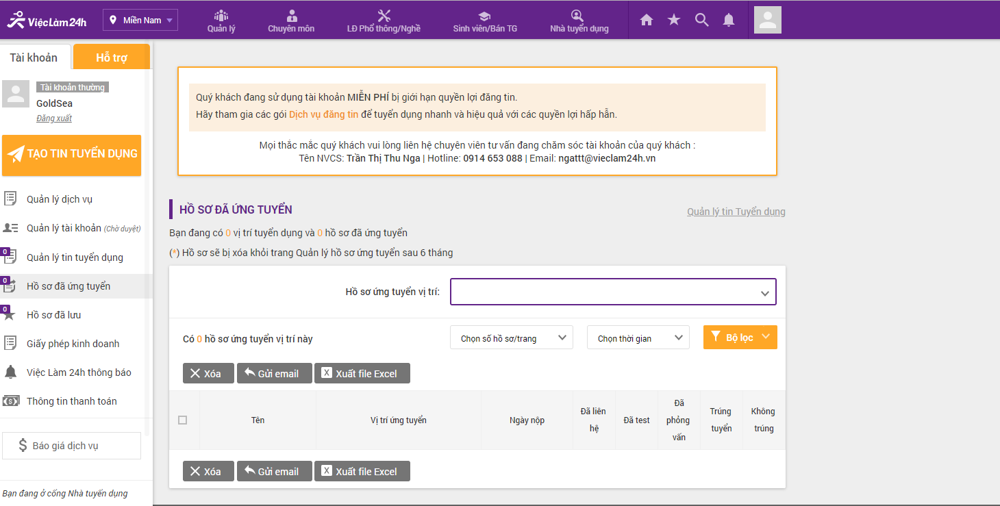 ViệcLàm24h
Miền Nam
Quản lý
Chuyên môn
LĐ Phổ thông/Nghề
Sinh viên/Bán TG
Nhà tuyển dụng
Tài khoản
Hỗ trợ
Tài khoản thường
GoldSea
Đăng xuất
TẠO TIN TUYỂN DỤNG
Quản lý dịch vụ
Quản lý tài khoản (Chờ duyệt)
0
Quản lý tin tuyển dụng
0
Hồ sơ đã ứng tuyển
0
Hồ sơ đã lưu
Giấy phép kinh doanh
Việc Làm 24h thông báo
Thông tin thanh toán
Báo giá dịch vụ
Bạn đang ở cổng Nhà tuyển dụng
Quý khách đang sử dụng tài khoản MIỄN PHÍ bị giới hạn quyền lợi đăng tin.
Hãy tham gia các gói Dịch vụ đăng tin để tuyển dụng nhanh và hiệu quả với các quyền lợi hấp hẫn.
Mọi thắc mắc quý khách vui lòng liên hệ chuyên viên tư vấn đang chăm sóc tài khoản của quý khách :
Tên NVCS: Trần Thị Thu Nga | Hotline: 0914 653 088 | Email: ngattt@vieclam24h.vn
HỒ SƠ ĐÃ ỨNG TUYỂN
Quản lý tin Tuyển dụng
Bạn đang có 0 vị trí tuyển dụng và 0 hồ sơ đã ứng tuyển
(*) Hồ sơ sẽ bị xóa khỏi trang Quản lý hồ sơ ứng tuyển sau 6 tháng
Hồ sơ ứng tuyển vị trí:
Có 0 hồ sơ ứng tuyển vị trí này
Chọn số hồ sơ/trang
Chọn thời gian
Bộ lọc
Xóa
Gửi email
Xuất file Excel
Tên
Vị trí ứng tuyển
Ngày nộp
Đã liên
hệ
Đã test
Đã
phỏng
vấn
Trúng
tuyển
Không
trúng
Xóa
Gửi email
Xuất file Excel